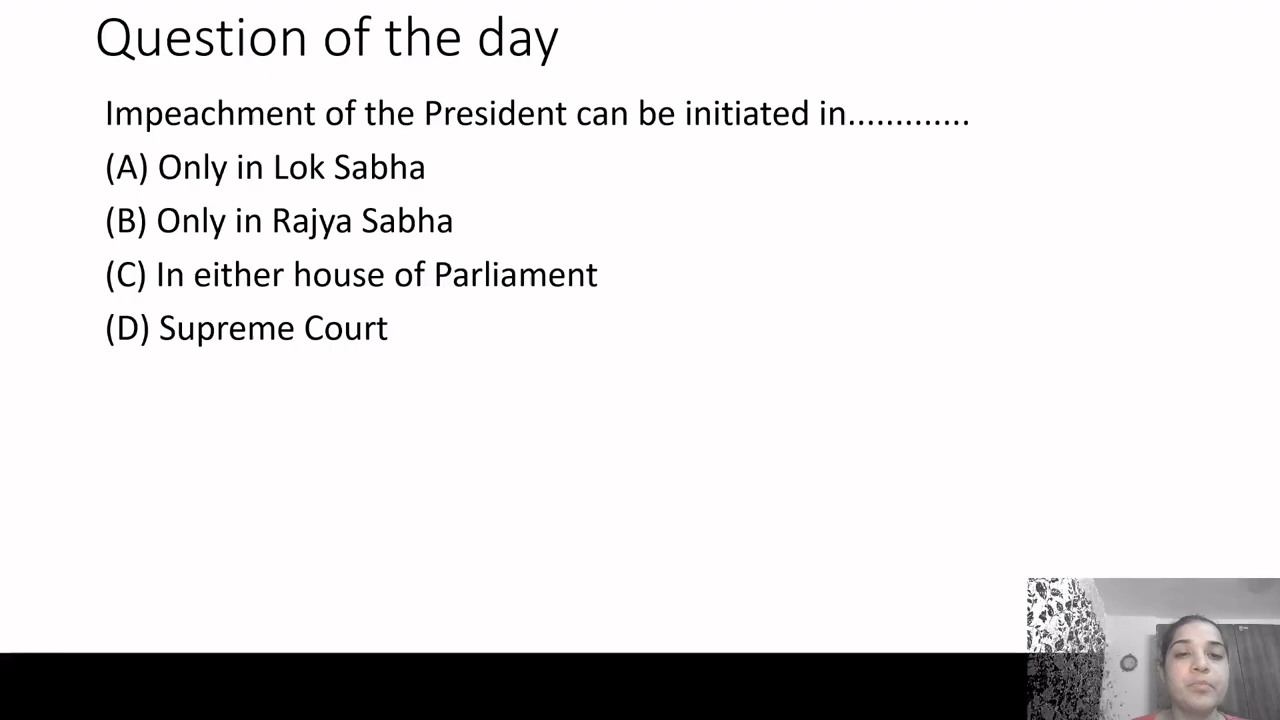 Question of the day
Impeachment of the President can be initiated in.............
(A) Only in Lok Sabha
(B) Only in Rajya Sabha
(C) In either house of Parliament
(D) Supreme Court